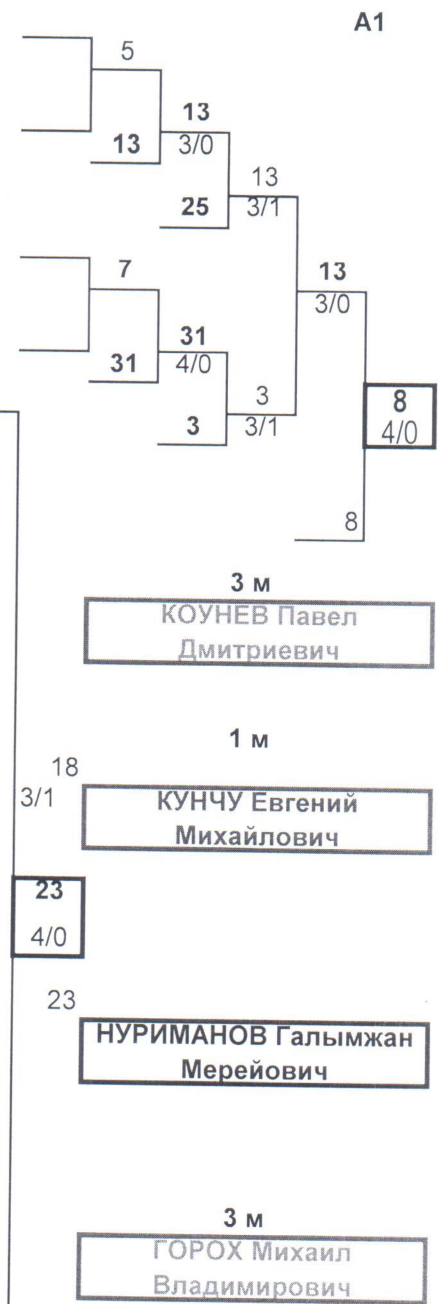 A1
5
13
13
3/0
13
3/1
25
13
3/0
7
31
31
4/0
3
3/1
3
8
4/0
8
3 м
КОУНЕВ Павел
Дмитриевич
1 м
18
3/1
КУНЧУ Евгений
Михайлович
23
4/0
23
НУРИМАНОВ Галымжан
Мерейович
3 м
ГОРОХ Михаил
Владимирович